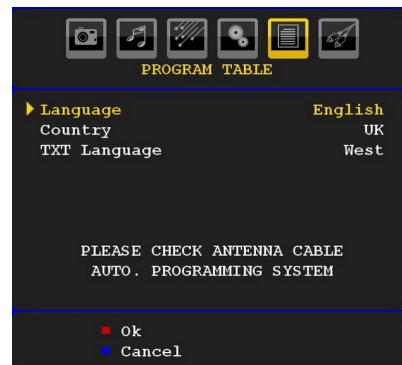 PROGRAM TABLE
Language English
Country UK
TXT Language West
PLEASE CHECK ANTENNA CABLE
AUTO. PROGRAMMING SYSTEM
Ok
Cancel